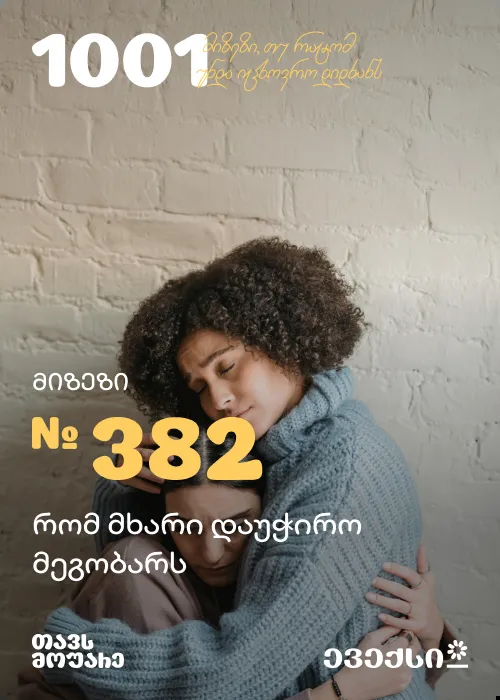 1001 მიზეზი, თუ რატომ
უნდა იცხოვრო დიდხანს
მიზეზი
№ 382
რომ მხარი დაუჭირო
მეგობარს
თავს
მოუარე
ევექსი